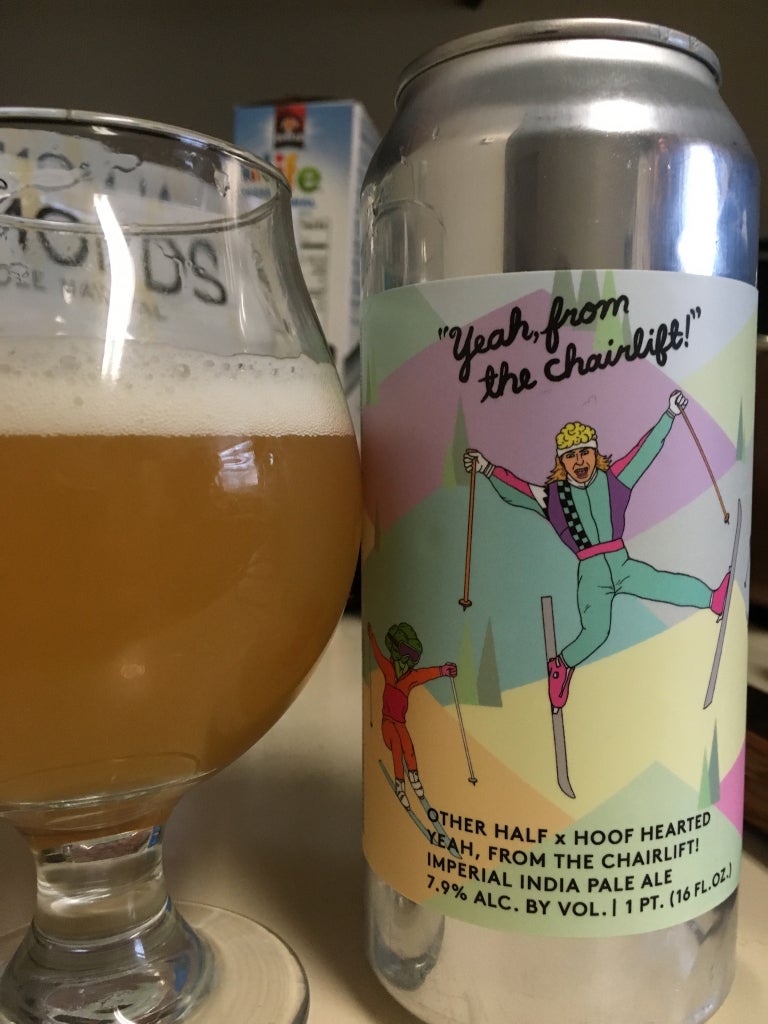 "Yeah, from
the chairlift!"
OTHER HALF x HOOF HEARTED
YEAH, FROM THE CHAIRLIFT!
IMPERIAL INDIA PALE ALE
7.9% ALC. BY VOL. | 1 PT. (16 FL.OZ.)
life